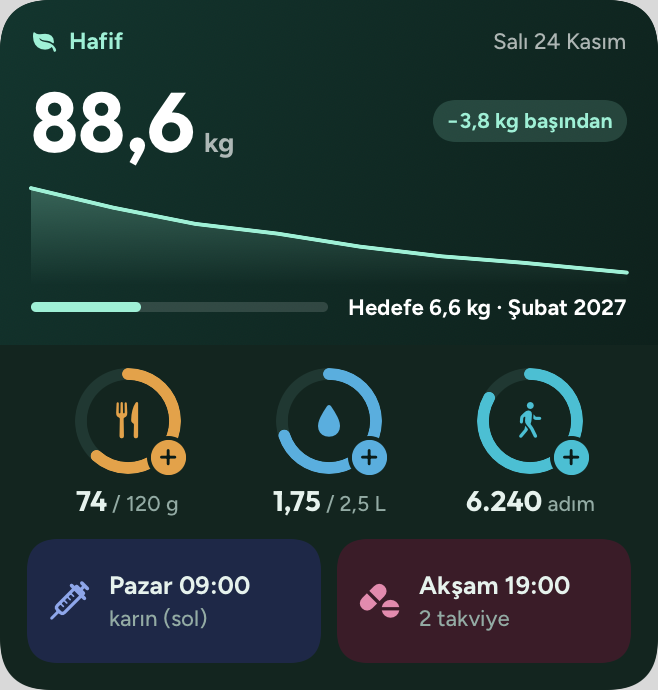 Hafif
Salı 24 Kasım
88,6 kg
−3,8 kg başından
Hedefe 6,6 kg · Şubat 2027
74 / 120 g
1,75 / 2,5 L
6.240 adım
Pazar 09:00
karın (sol)
Akşam 19:00
2 takviye